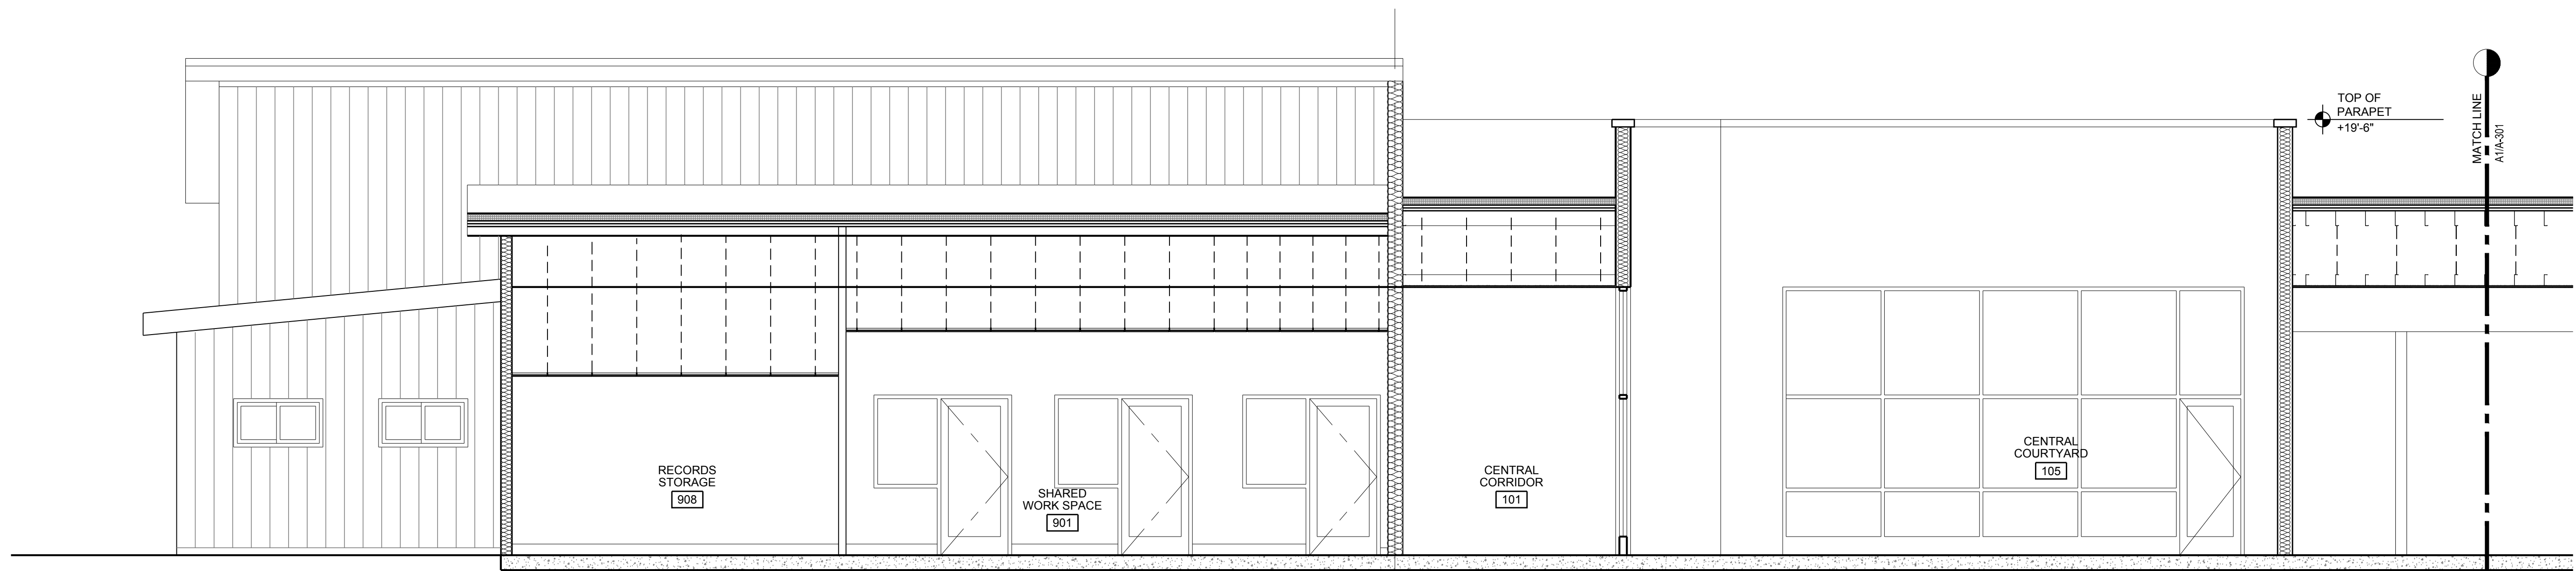 TOP OF
PARAPET
+19'-6"
MATCH LINE
A1/A-301
RECORDS
STORAGE
908
SHARED
WORK SPACE
901
CENTRAL
CORRIDOR
101
CENTRAL
COURTYARD
105